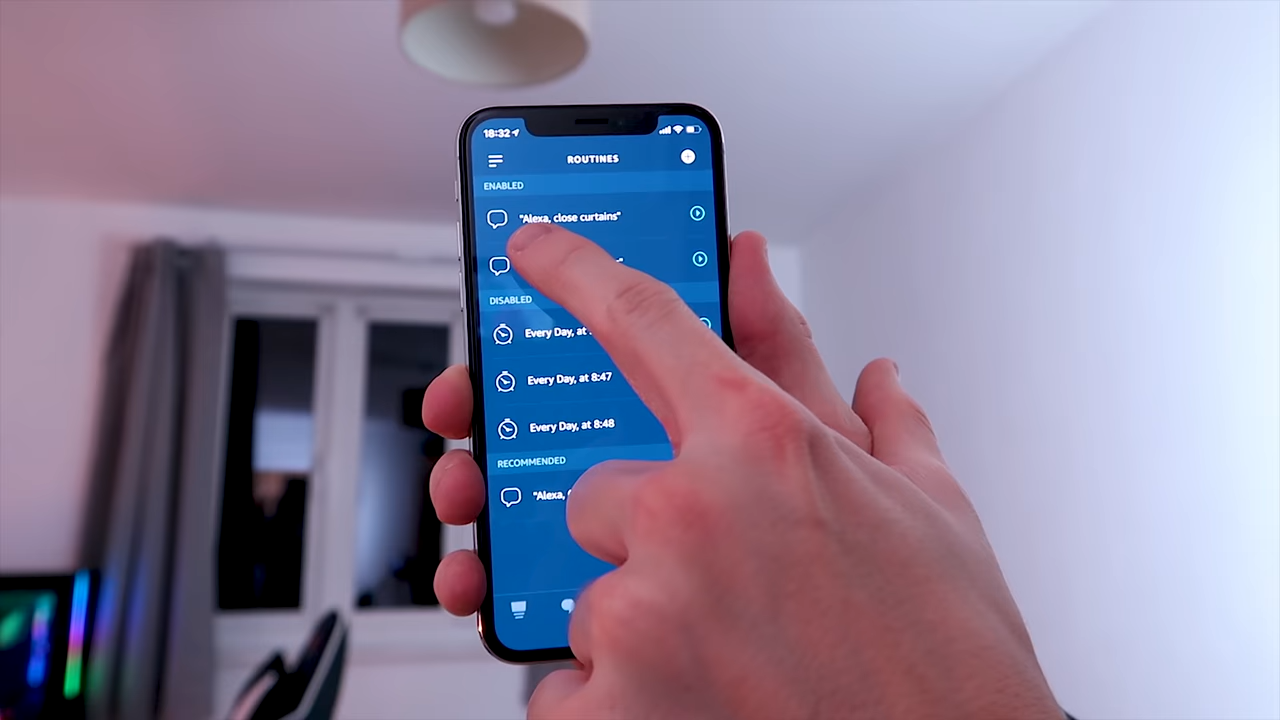 18:32
ROUTINES
ENABLED
"Alexa, close curtains"
DISABLED
Every Day, at
Every Day, at 8:47
Every Day, at 8:48
RECOMMENDED
"Alexa,